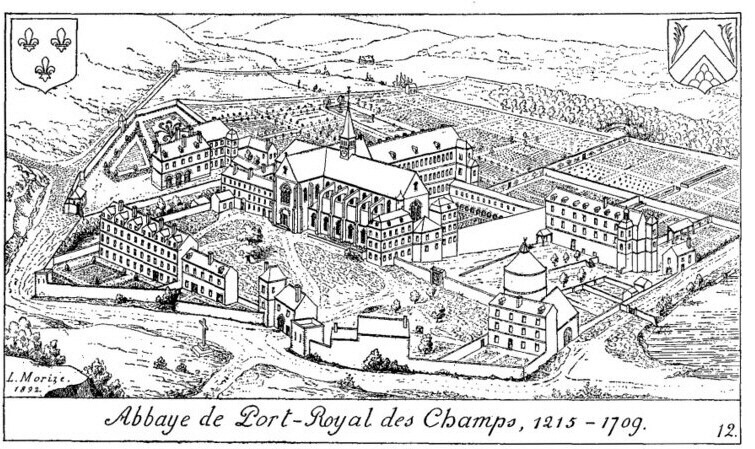 L. Morize.
1892.
Abbaye de Port-Royal des Champs, 1215 - 1709.
12.